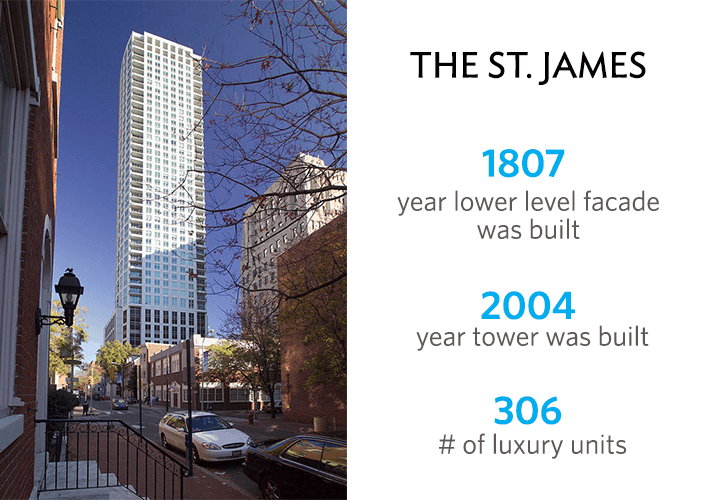 THE ST. JAMES
1807
year lower level facade
was built
2004
year tower was built
306
# of luxury units